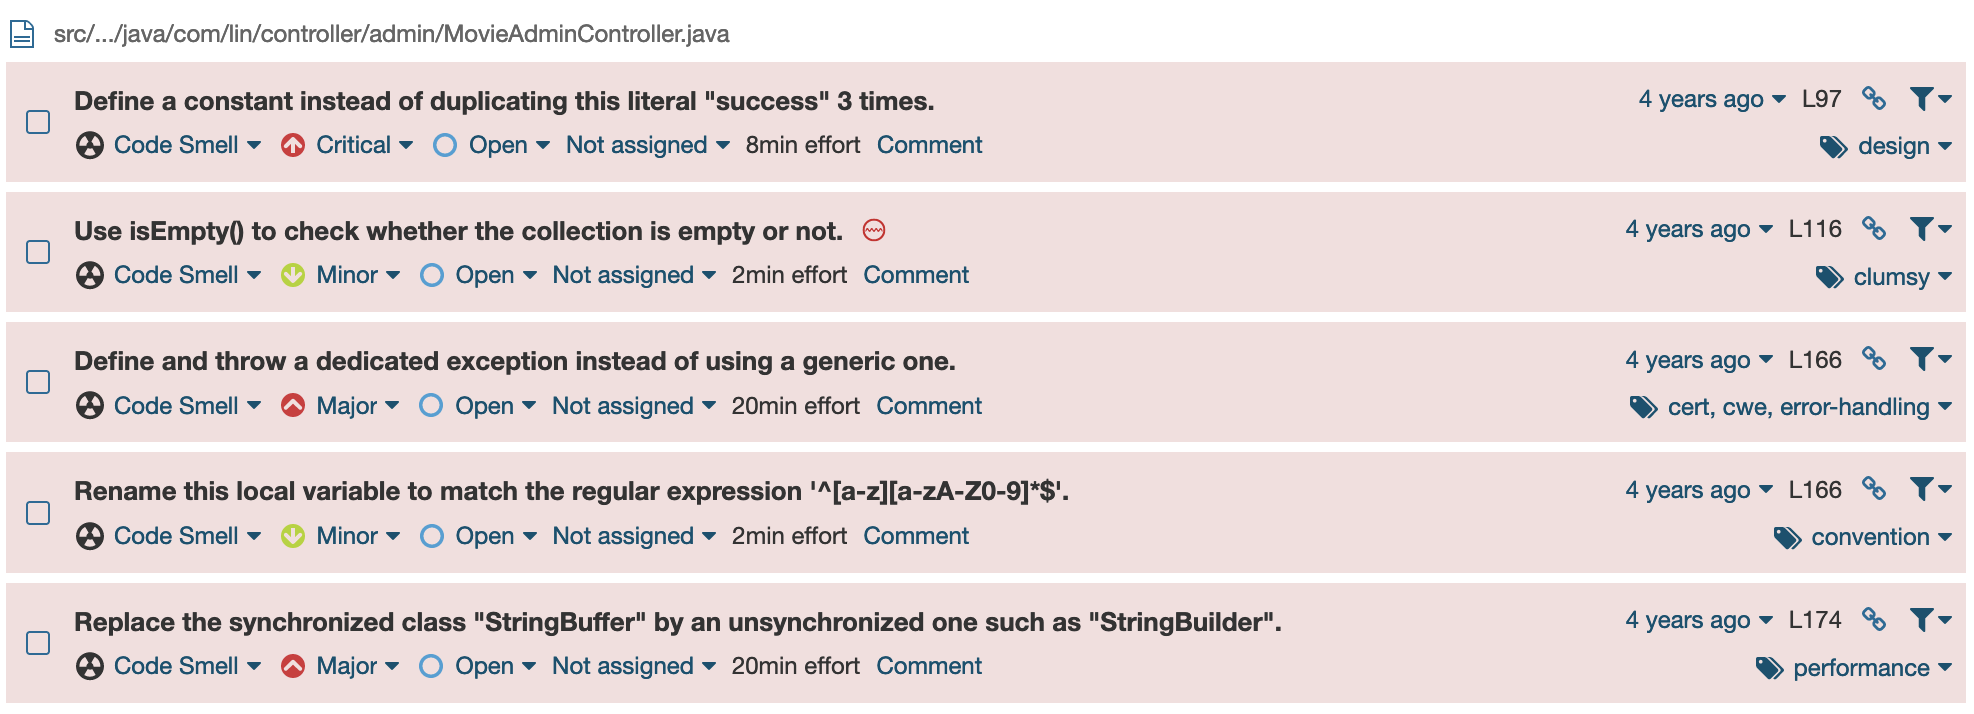 src/.../java/com/lin/controller/admin/MovieAdminController.java
Define a constant instead of duplicating this literal "success" 3 times.
4 years ago L97
Code Smell Critical Open Not assigned 8min effort Comment
design
Use isEmpty() to check whether the collection is empty or not.
4 years ago L116
Code Smell Minor Open Not assigned 2min effort Comment
clumsy
Define and throw a dedicated exception instead of using a generic one.
4 years ago L166
Code Smell Major Open Not assigned 20min effort Comment
cert, cwe, error-handling
Rename this local variable to match the regular expression '^[a-z][a-zA-Z0-9]*$'.
4 years ago L166
Code Smell Minor Open Not assigned 2min effort Comment
convention
Replace the synchronized class "StringBuffer" by an unsynchronized one such as "StringBuilder".
4 years ago L174
Code Smell Major Open Not assigned 20min effort Comment
performance